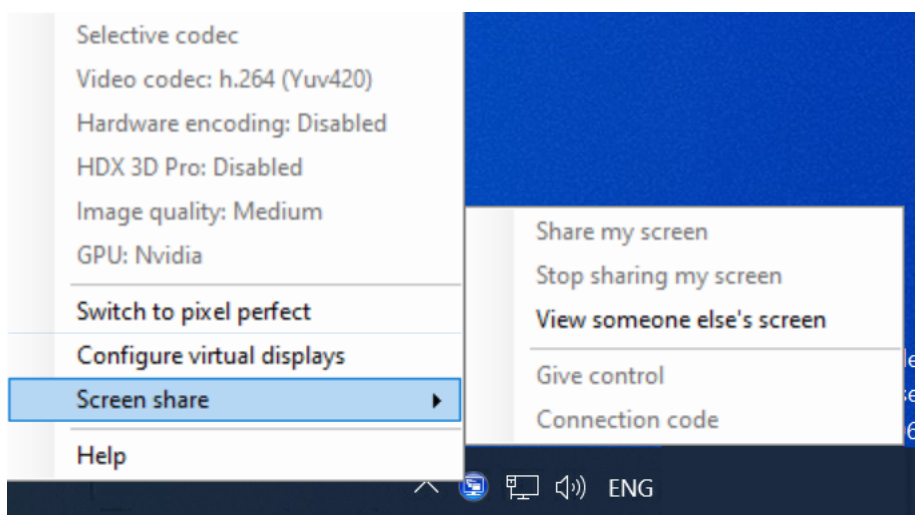 Selective codec
Video codec: h.264 (Yuv420)
Hardware encoding: Disabled
HDX 3D Pro: Disabled
Image quality: Medium
GPU: Nvidia
Switch to pixel perfect
Configure virtual displays
Screen share
Help
Share my screen
Stop sharing my screen
View someone else's screen
Give control
Connection code
ENG